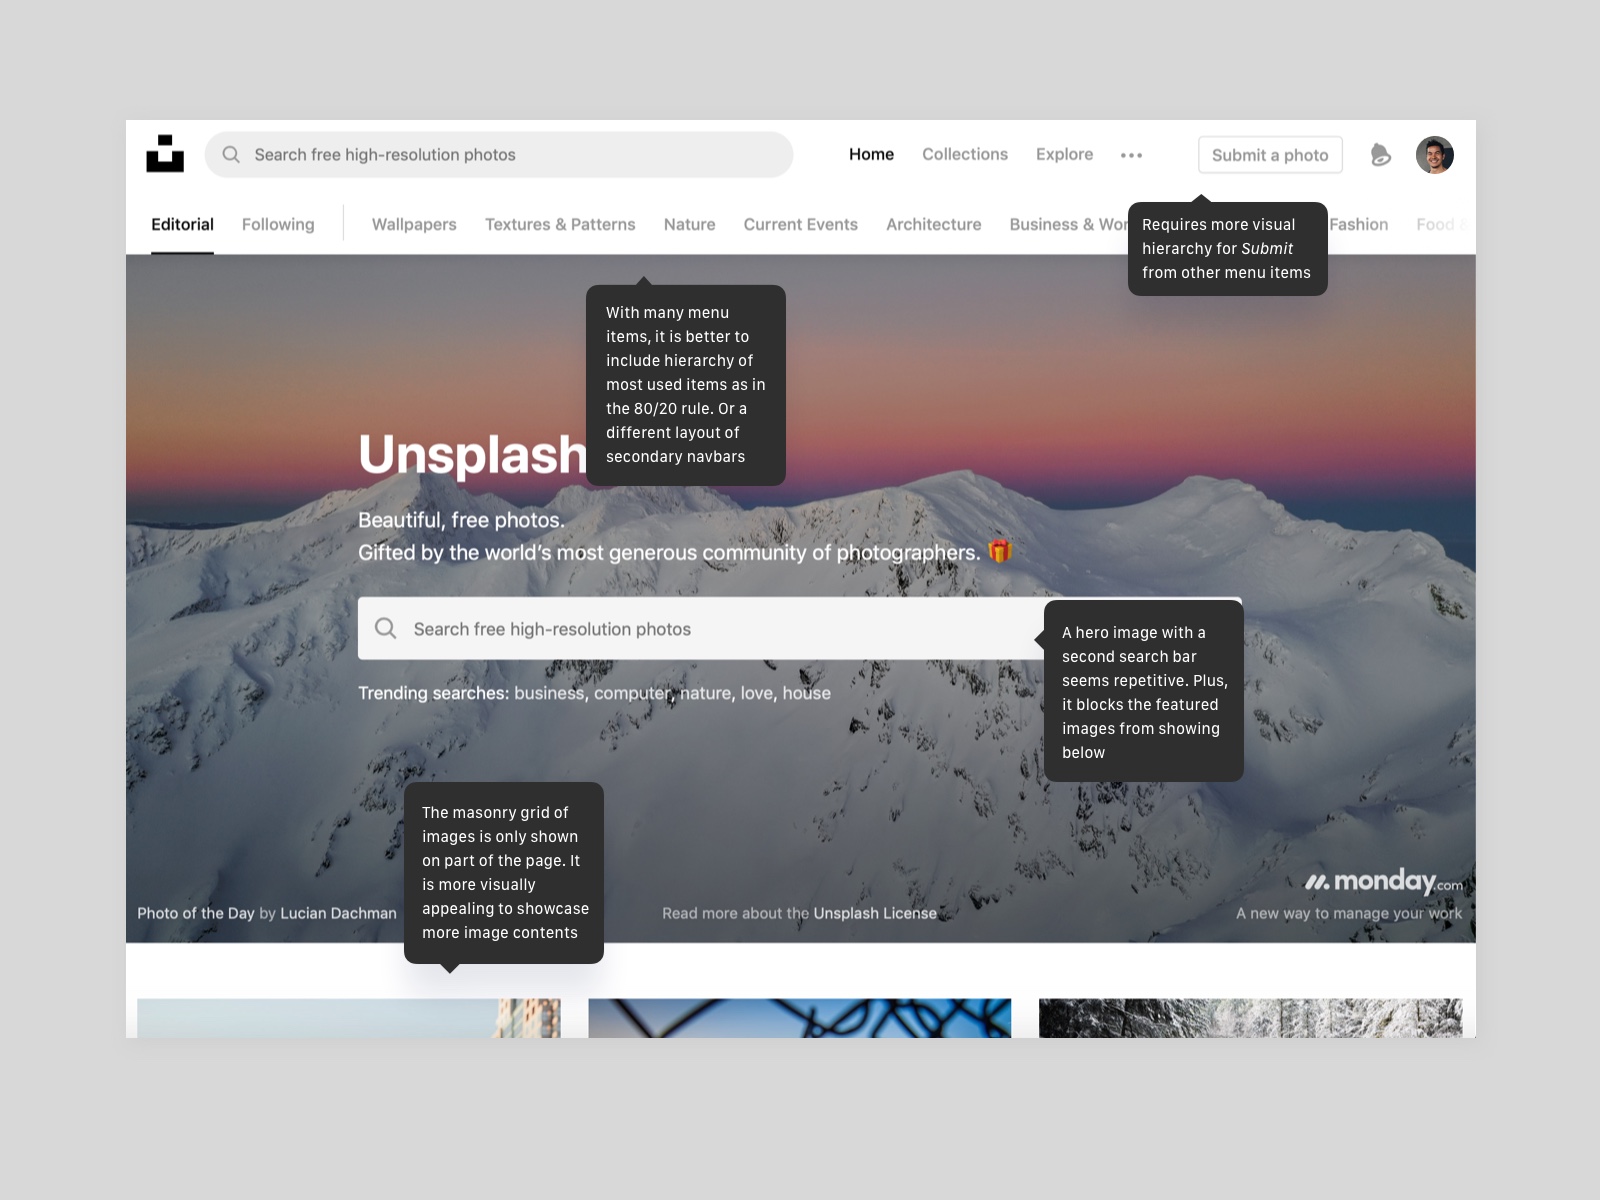 Search free high-resolution photos
Home Collections Explore
Submit a photo
Editorial Following Wallpapers Textures & Patterns Nature Current Events Architecture Business & Wor Fashion Food
Requires more visual
hierarchy for Submit
from other menu items
With many menu
items, it is better to
include hierarchy of
most used items as in
the 80/20 rule. Or a
different layout of
secondary navbars
Unsplash
Beautiful, free photos.
Gifted by the world’s most generous community of photographers. 🎁
Search free high-resolution photos
Trending searches: business, computer, nature, love, house
A hero image with a
second search bar
seems repetitive. Plus,
it blocks the featured
images from showing
below
The masonry grid of
images is only shown
on part of the page. It
is more visually
appealing to showcase
more image contents
Photo of the Day by Lucian Dachman
Read more about the Unsplash License
monday.com
A new way to manage your work